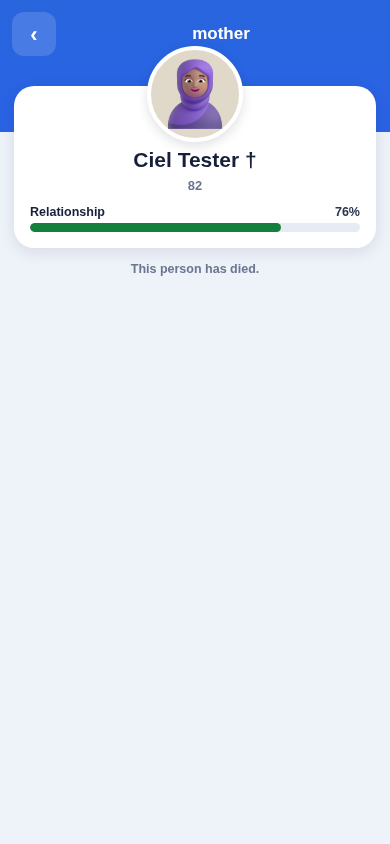 ‹
mother
Ciel Tester †
82
Relationship 76%
This person has died.